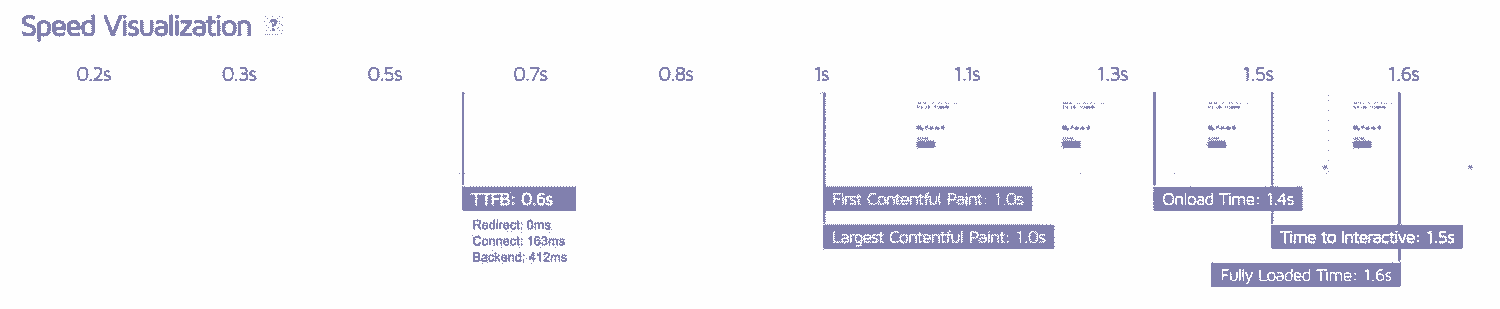 Speed Visualization ?
0.2s 0.3s 0.5s 0.7s 0.8s 1s 1.1s 1.3s 1.5s 1.6s
TTFB: 0.6s First Contentful Paint: 1.0s Onload Time: 1.4s
Redirect: 0ms
Connect: 163ms
Backend: 412ms
Largest Contentful Paint: 1.0s Time to Interactive: 1.5s
Fully Loaded Time: 1.6s